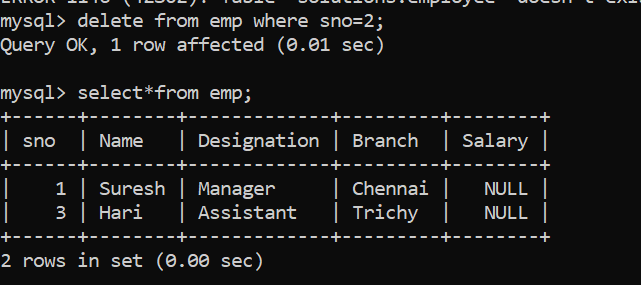 mysql> delete from emp where sno=2;
Query OK, 1 row affected (0.01 sec)
mysql> select*from emp;
+------+--------+-------------+---------+--------+
| sno  | Name   | Designation | Branch  | Salary |
+------+--------+-------------+---------+--------+
|    1 | Suresh | Manager     | Chennai |   NULL |
|    3 | Hari   | Assistant   | Trichy  |   NULL |
+------+--------+-------------+---------+--------+
2 rows in set (0.00 sec)